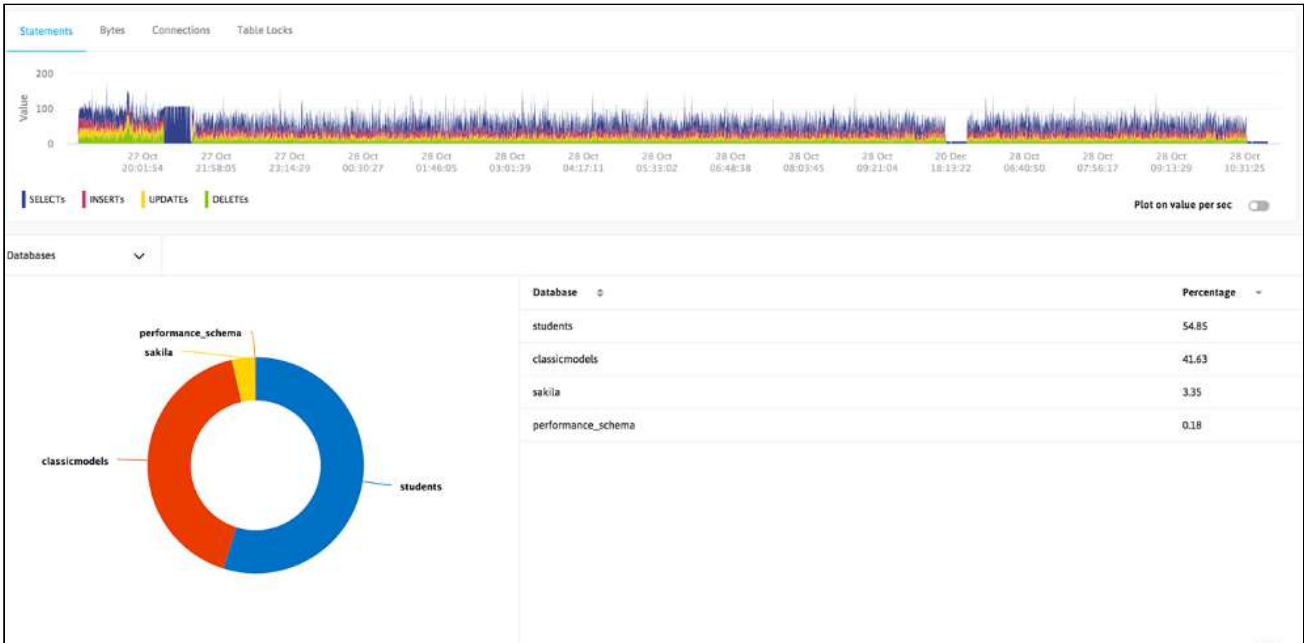 Statements Bytes Connections Table Locks
200
100
0
Value
27 Oct 27 Oct 27 Oct 28 Oct 28 Oct 28 Oct 28 Oct 28 Oct 28 Oct 28 Oct 28 Oct 20 Dec 28 Oct 28 Oct 28 Oct 28 Oct
20:01:54 21:58:05 23:14:29 00:30:27 01:46:05 03:01:39 04:17:11 05:33:02 06:48:38 08:03:45 09:21:04 18:13:22 06:40:50 07:56:17 09:13:29 10:31:25
SELECTs INSERTs UPDATEs DELETEs
Plot on value per sec
Databases
Database Percentage
students 54.85
classicmodels 41.63
sakila 3.35
performance_schema 0.18
performance_schema
sakila
classicmodels
students